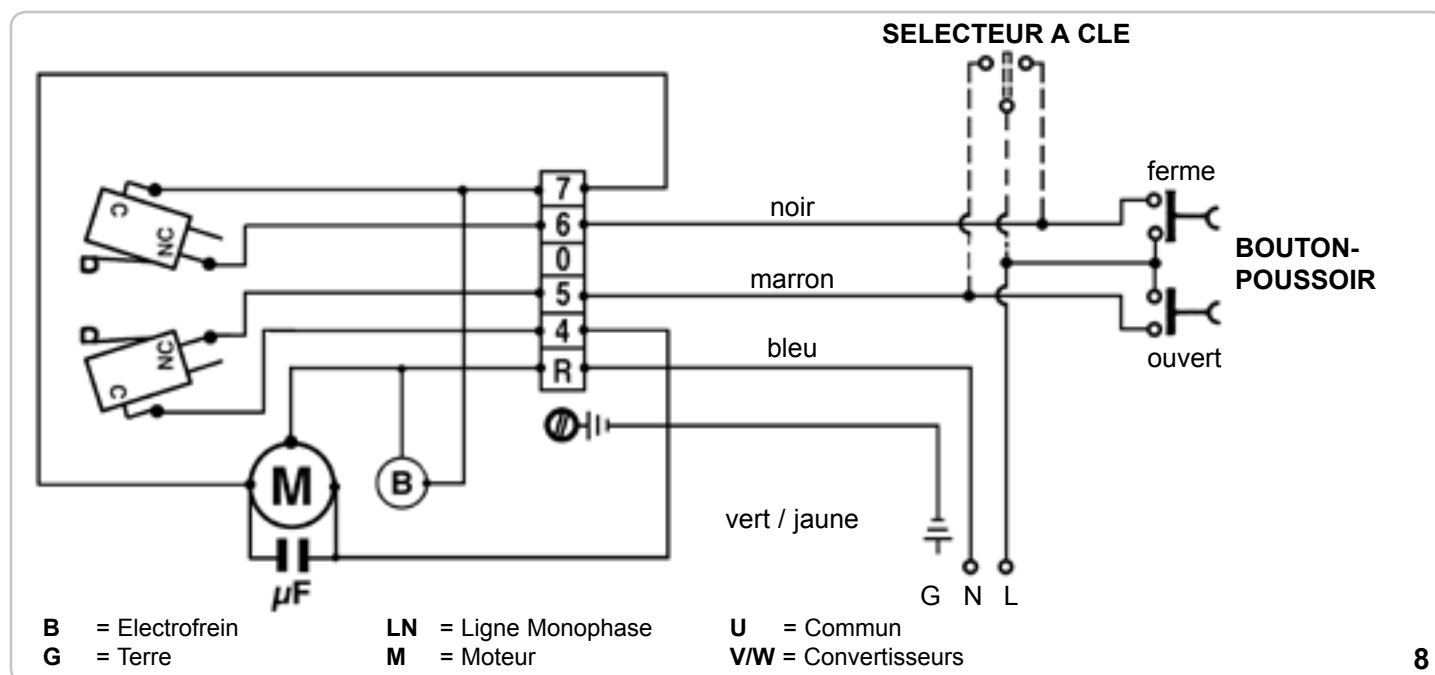 SELECTEUR A CLE
ferme
noir
BOUTON-
POUSSOIR
marron
ouvert
bleu
vert / jaune
7
6
0
5
4
R
C
NC
NC
C
M
B
µF
G N L
B = Electrofrein
G = Terre
LN = Ligne Monophase
M = Moteur
U = Commun
V/W = Convertisseurs
8